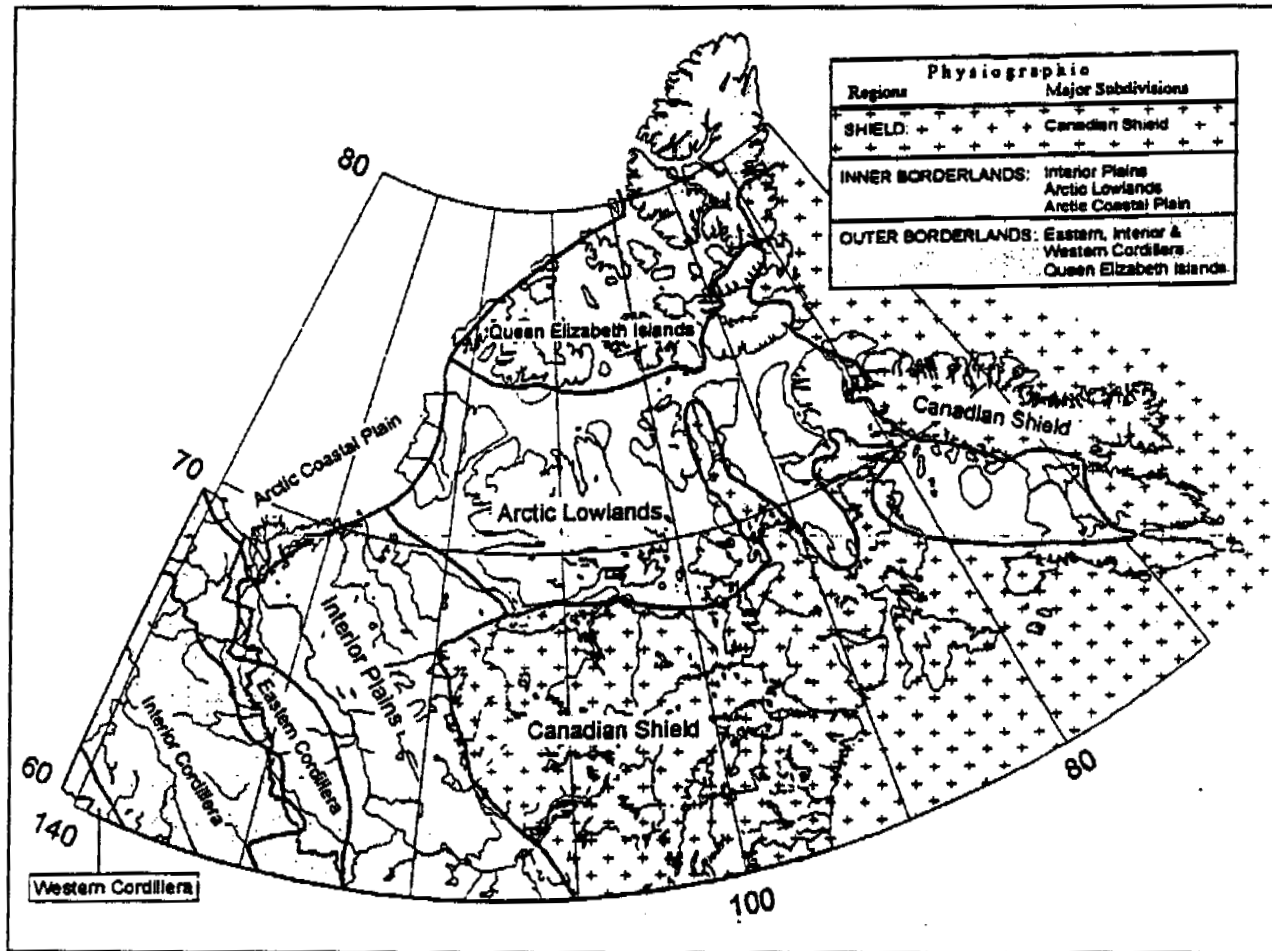 Physiographic
Regions Major Subdivisions
SHIELD: Canadian Shield
INNER BORDERLANDS: Interior Plains
Arctic Lowlands
Arctic Coastal Plain
OUTER BORDERLANDS: Eastern, Interior &
Western Cordillera
Queen Elizabeth Islands
80
Queen Elizabeth Islands
Canadian Shield
70
Arctic Coastal Plain
Arctic Lowlands
Interior Plains
Eastern Cordillera
Interior Cordillera
Canadian Shield
60
140
80
100
Western Cordillera